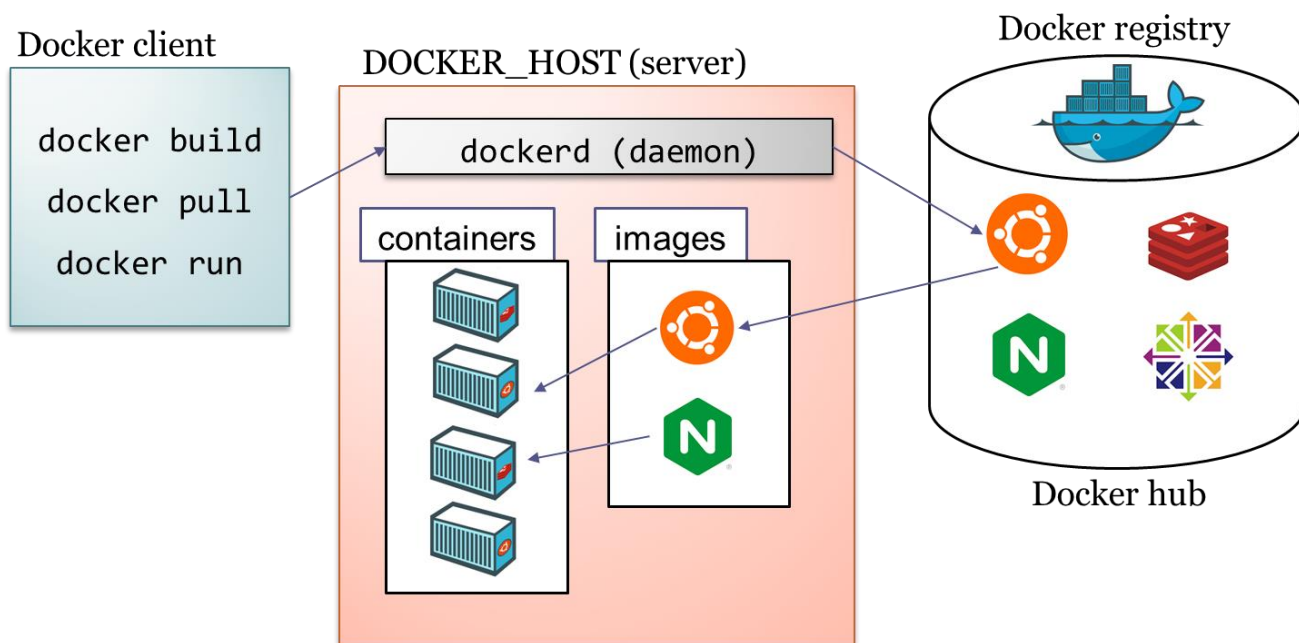 Docker client
docker build
docker pull
docker run
DOCKER_HOST (server)
dockerd (daemon)
containers
images
N
Docker registry
N
Docker hub